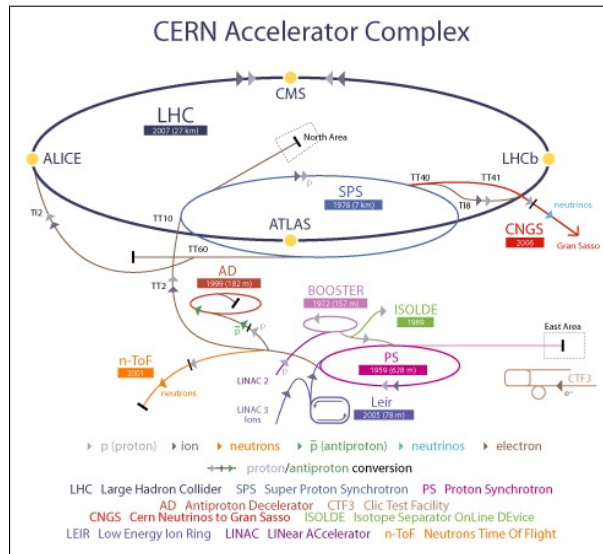 CERN Accelerator Complex
CMS
LHC
2007 (27 km)
North Area
ALICE
LHCb
p
TT40
TT41
SPS
1976 (7 km)
TI2
TT10
TI8
neutrinos
ATLAS
CNGS
2006
Gran Sasso
TT60
AD
1999 (182 m)
TT2
BOOSTER
1972 (157 m)
ISOLDE
1989
p̅
p
East Area
n-ToF
2001
PS
1959 (628 m)
p
neutrons
LINAC 2
CTF3
e⁻
LINAC 3
Ions
Leir
2005 (78 m)
p (proton) ion neutrons p̅ (antiproton) neutrinos electron
proton/antiproton conversion
LHC Large Hadron Collider SPS Super Proton Synchrotron PS Proton Synchrotron
AD Antiproton Decelerator CTF3 Clic Test Facility
CNGS Cern Neutrinos to Gran Sasso ISOLDE Isotope Separator OnLine DEvice
LEIR Low Energy Ion Ring LINAC LINear ACcelerator n-ToF Neutrons Time Of Flight